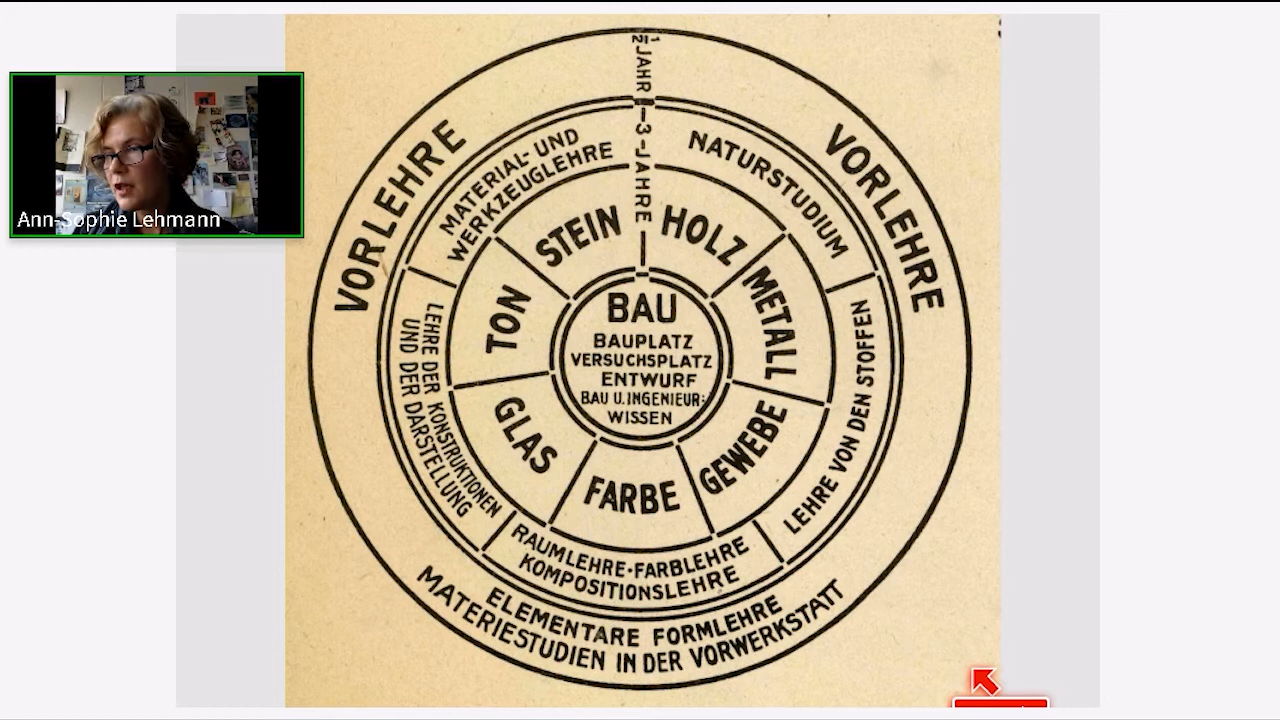 Ann-Sophie Lehmann
½ JAHR
3 JAHRE
VORLEHRE
VORLEHRE
MATERIAL- UND
WERKZEUGLEHRE
NATURSTUDIUM
LEHRE VON DEN STOFFEN
RAUMLEHRE·FARBLEHRE
KOMPOSITIONSLEHRE
LEHRE DER KONSTRUKTIONEN
UND DER DARSTELLUNG
STEIN
HOLZ
METALL
GEWEBE
FARBE
GLAS
TON
BAU
BAUPLATZ
VERSUCHSPLATZ
ENTWURF
BAU U. INGENIEUR:
WISSEN
ELEMENTARE FORMLEHRE
MATERIESTUDIEN IN DER VORWERKSTATT